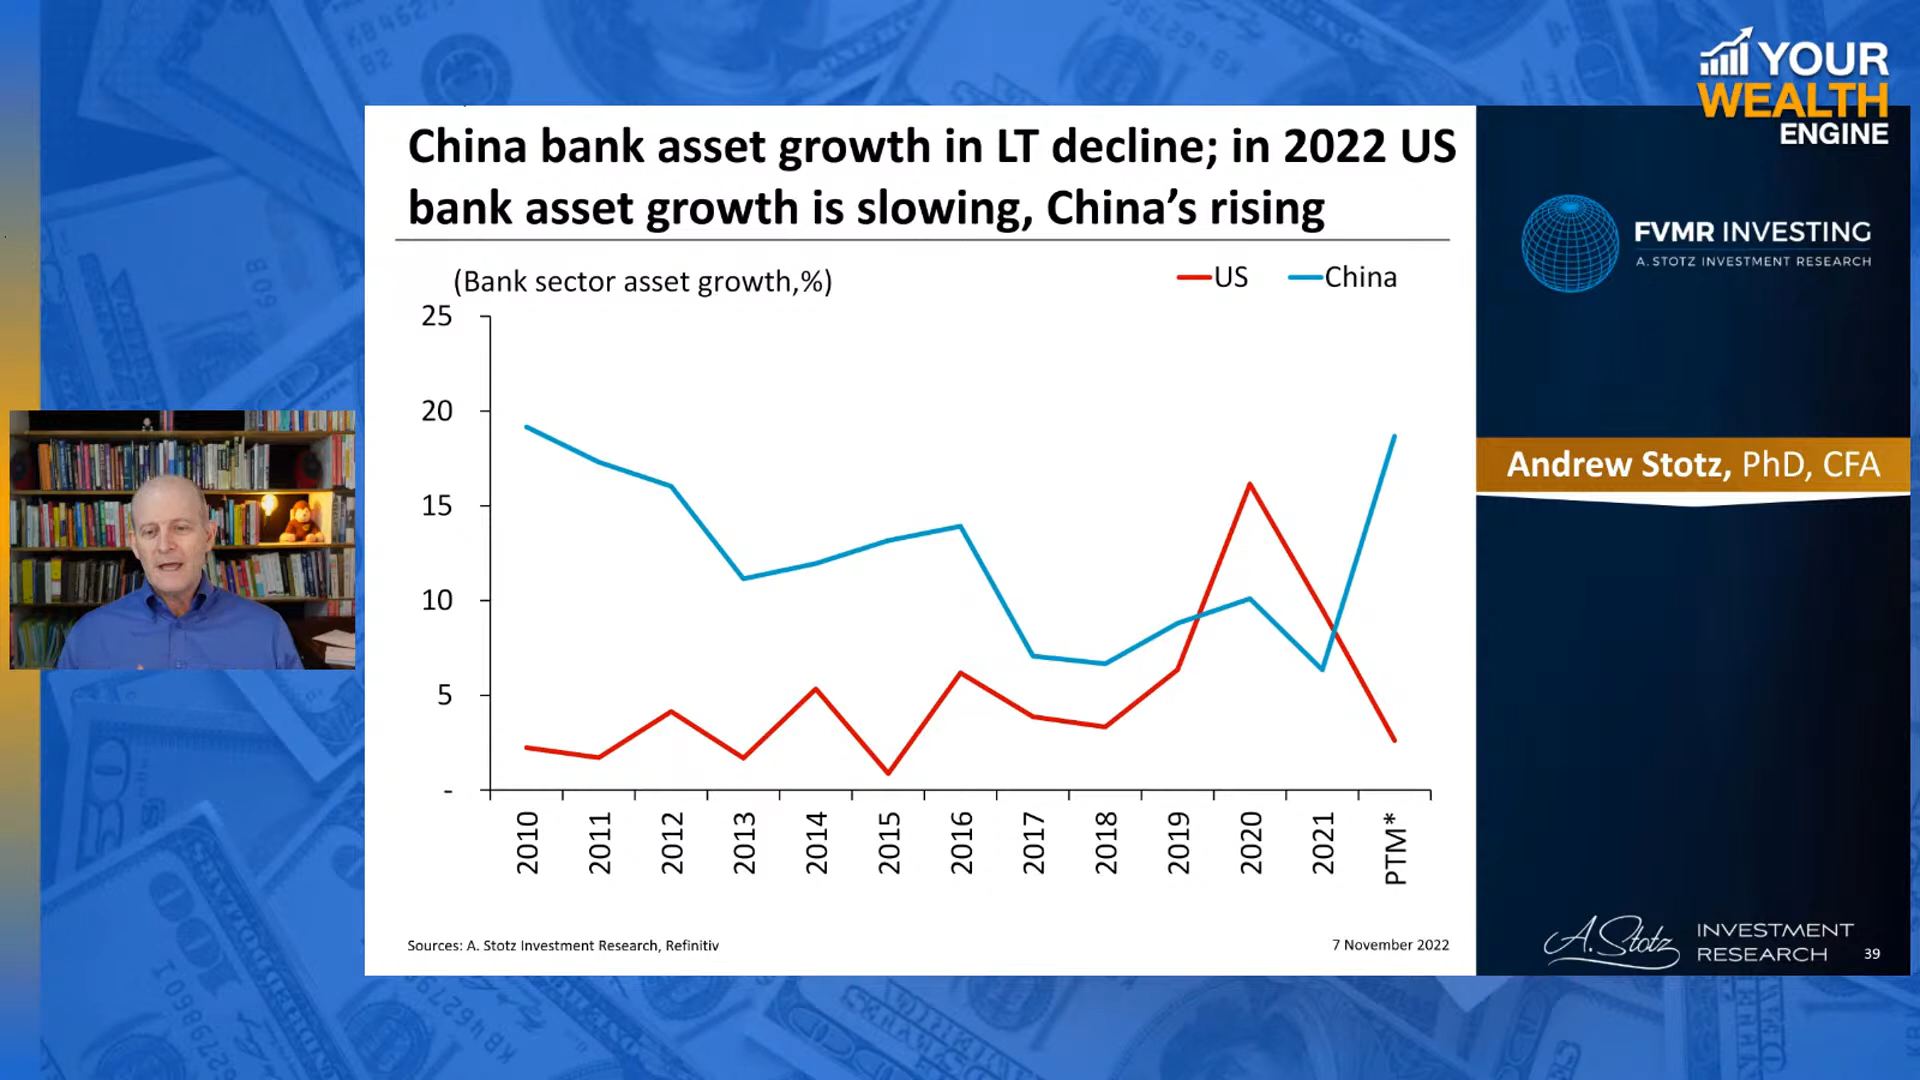 YOUR
WEALTH
ENGINE
China bank asset growth in LT decline; in 2022 US
bank asset growth is slowing, China’s rising
(Bank sector asset growth,%)
US
China
25
20
15
10
5
-
2010
2011
2012
2013
2014
2015
2016
2017
2018
2019
2020
2021
PTM*
Sources: A. Stotz Investment Research, Refinitiv
7 November 2022
FVMR INVESTING
A. STOTZ INVESTMENT RESEARCH
Andrew Stotz, PhD, CFA
A. Stotz
INVESTMENT
RESEARCH
39